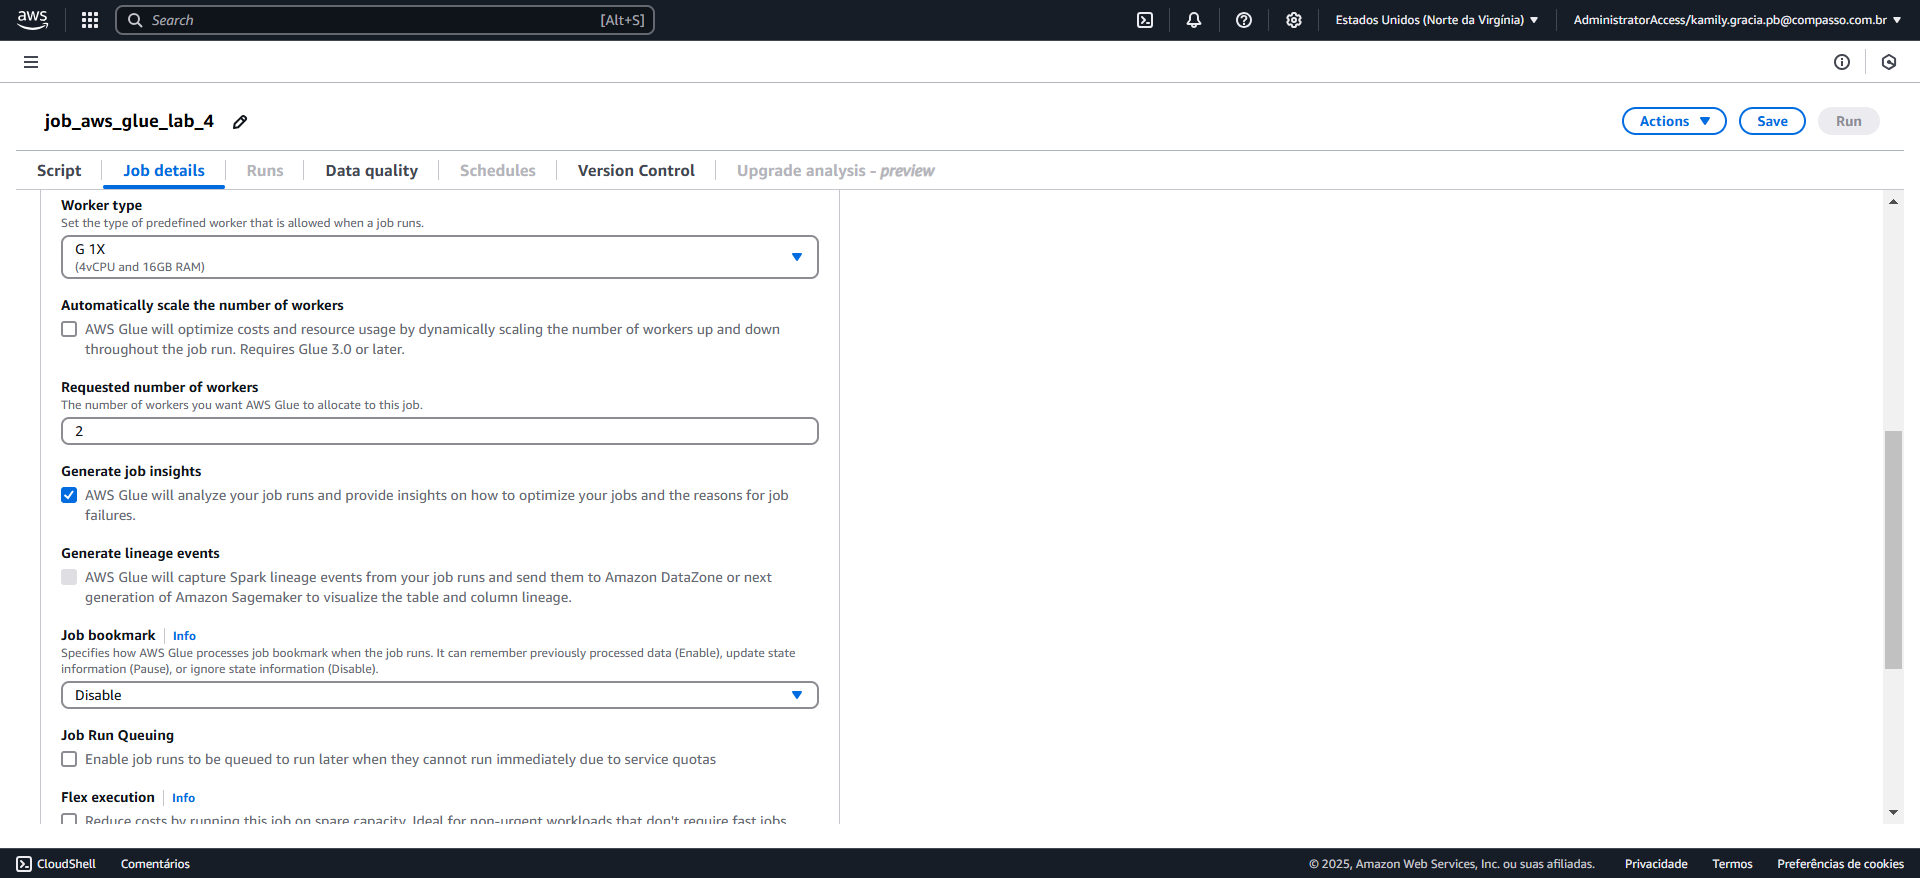 aws
Search
[Alt+S]
Estados Unidos (Norte da Virgínia)
AdministratorAccess/kamily.gracia.pb@compasso.com.br
job_aws_glue_lab_4
Actions
Save
Run
Script
Job details
Runs
Data quality
Schedules
Version Control
Upgrade analysis - preview
Worker type
Set the type of predefined worker that is allowed when a job runs.
G 1X
(4vCPU and 16GB RAM)
Automatically scale the number of workers
AWS Glue will optimize costs and resource usage by dynamically scaling the number of workers up and down
throughout the job run. Requires Glue 3.0 or later.
Requested number of workers
The number of workers you want AWS Glue to allocate to this job.
2
Generate job insights
AWS Glue will analyze your job runs and provide insights on how to optimize your jobs and the reasons for job
failures.
Generate lineage events
AWS Glue will capture Spark lineage events from your job runs and send them to Amazon DataZone or next
generation of Amazon Sagemaker to visualize the table and column lineage.
Job bookmark
Info
Specifies how AWS Glue processes job bookmark when the job runs. It can remember previously processed data (Enable), update state
information (Pause), or ignore state information (Disable).
Disable
Job Run Queuing
Enable job runs to be queued to run later when they cannot run immediately due to service quotas
Flex execution
Info
Reduce costs by running this job on spare capacity. Ideal for non-urgent workloads that don't require fast jobs
CloudShell
Comentários
© 2025, Amazon Web Services, Inc. ou suas afiliadas.
Privacidade
Termos
Preferências de cookies